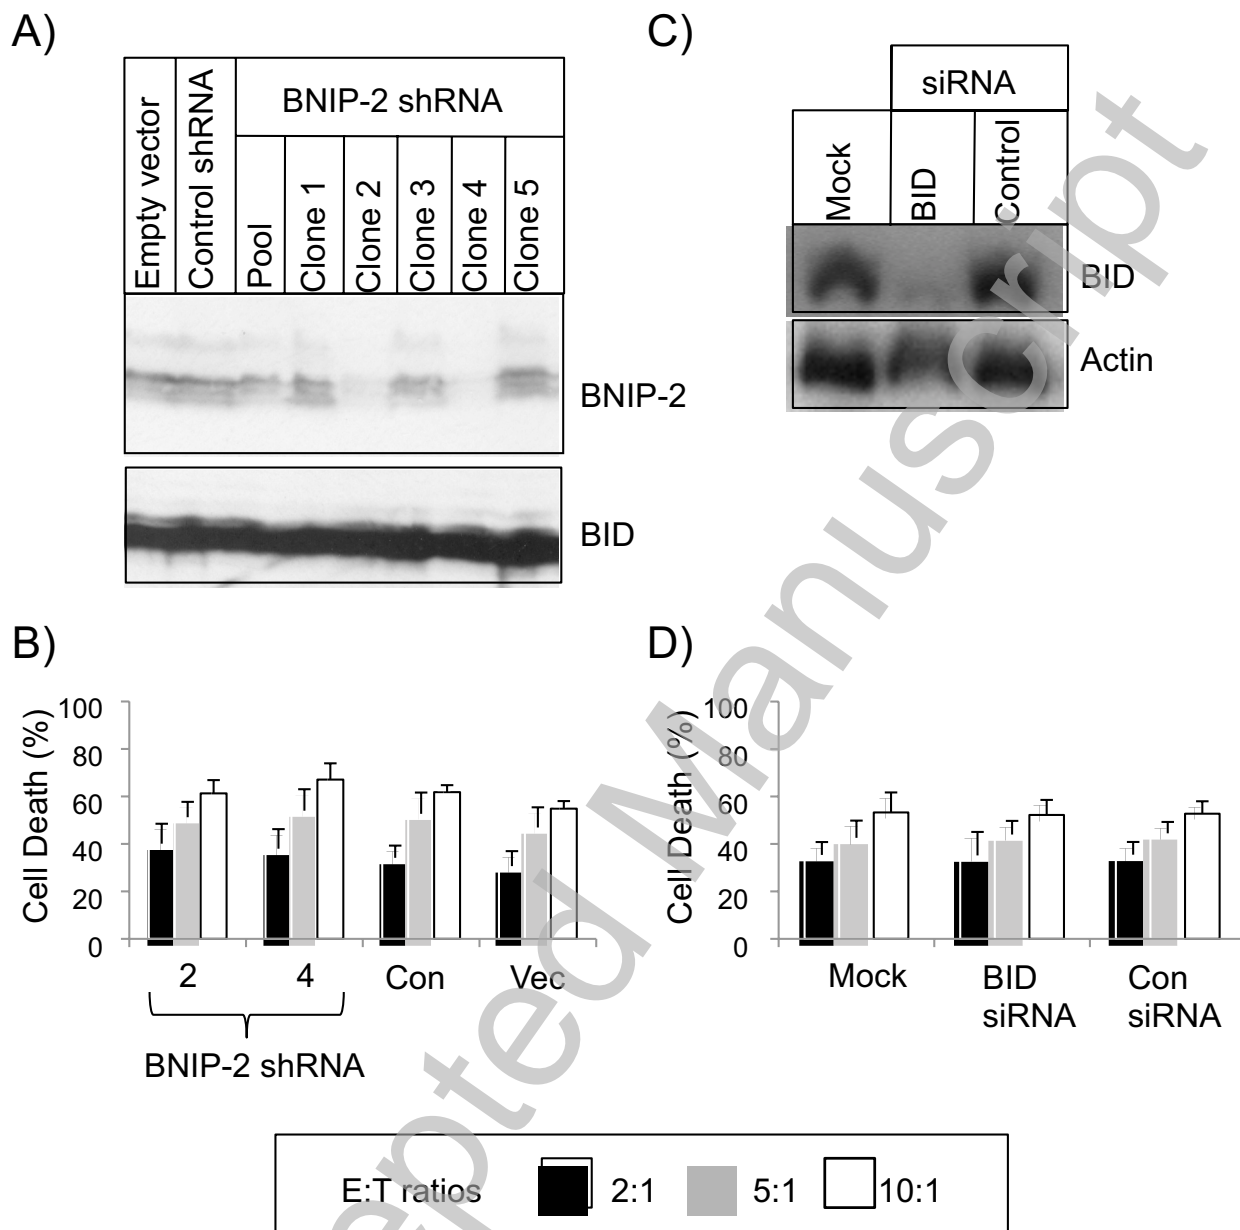 A)
Empty vector
Control shRNA
BNIP-2 shRNA
Pool
Clone 1
Clone 2
Clone 3
Clone 4
Clone 5
BNIP-2
BID
C)
siRNA
Mock
BID
Control
BID
Actin
B)
Cell Death (%)
100
80
60
40
20
0
2
4
Con
Vec
BNIP-2 shRNA
D)
Cell Death (%)
100
80
60
40
20
0
Mock
BID
siRNA
Con
siRNA
E:T ratios
2:1
5:1
10:1
epted Manuscript